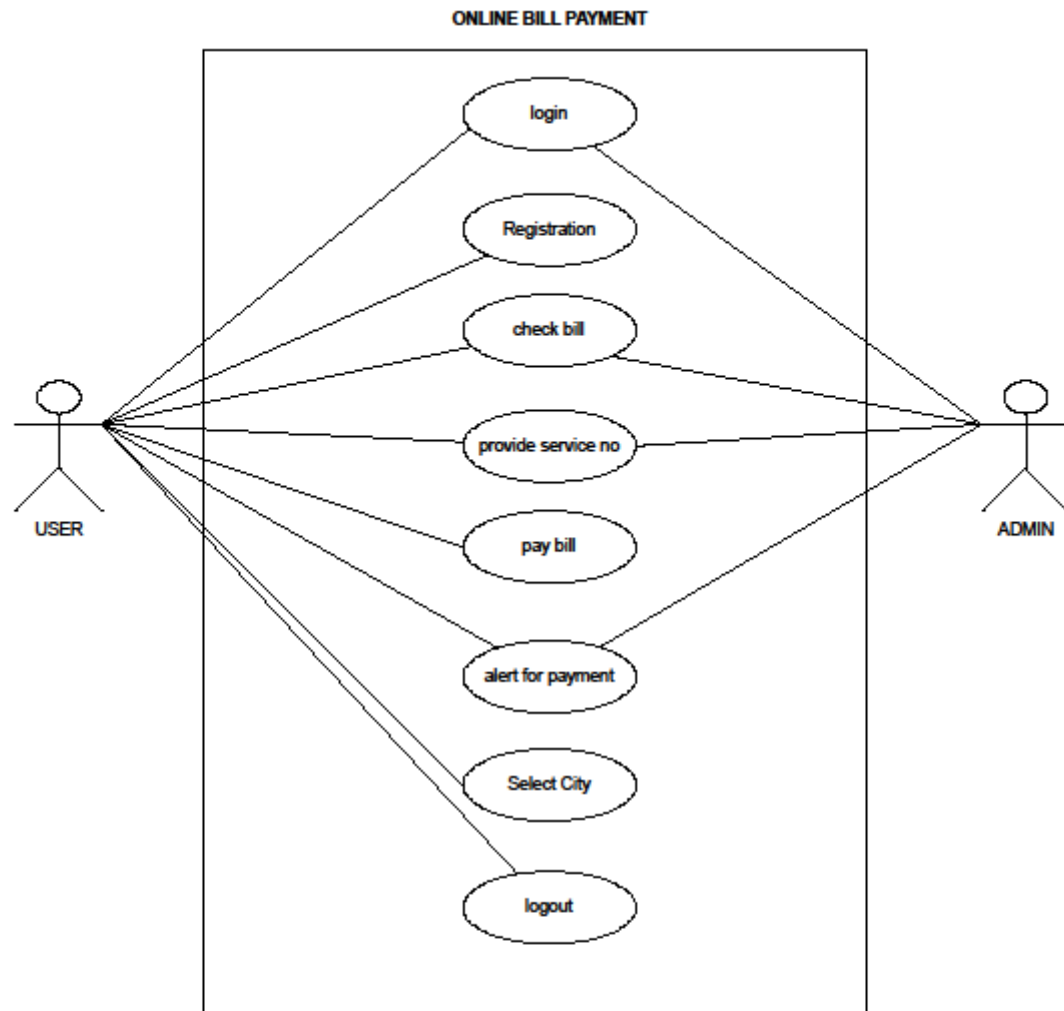 ONLINE BILL PAYMENT
login
Registration
check bill
provide service no
USER
ADMIN
pay bill
alert for payment
Select City
logout